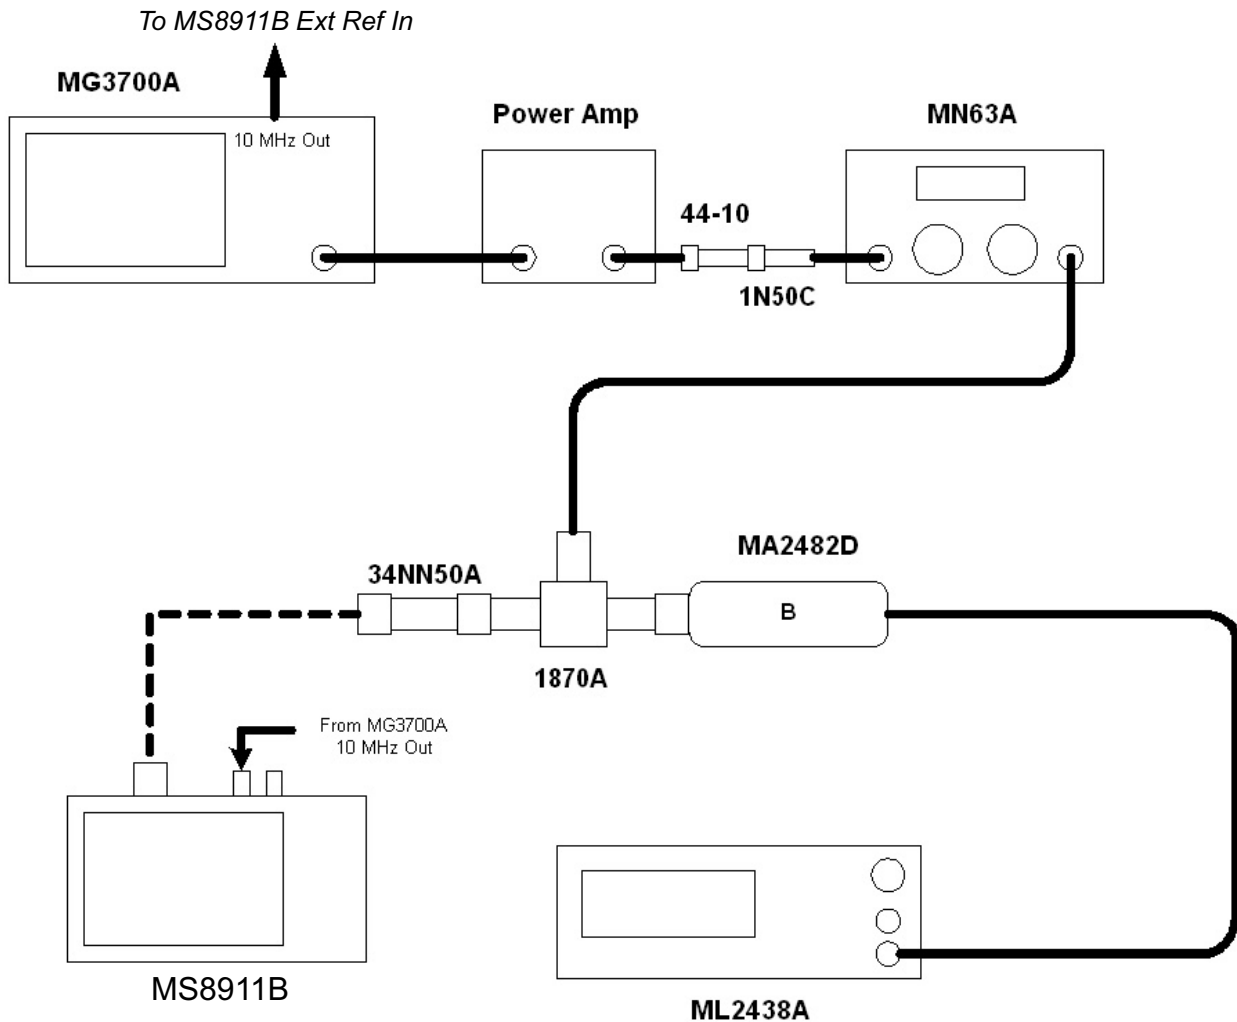 To MS8911B Ext Ref In
MG3700A
10 MHz Out
Power Amp
MN63A
44-10
1N50C
MA2482D
34NN50A
B
1870A
From MG3700A
10 MHz Out
MS8911B
ML2438A